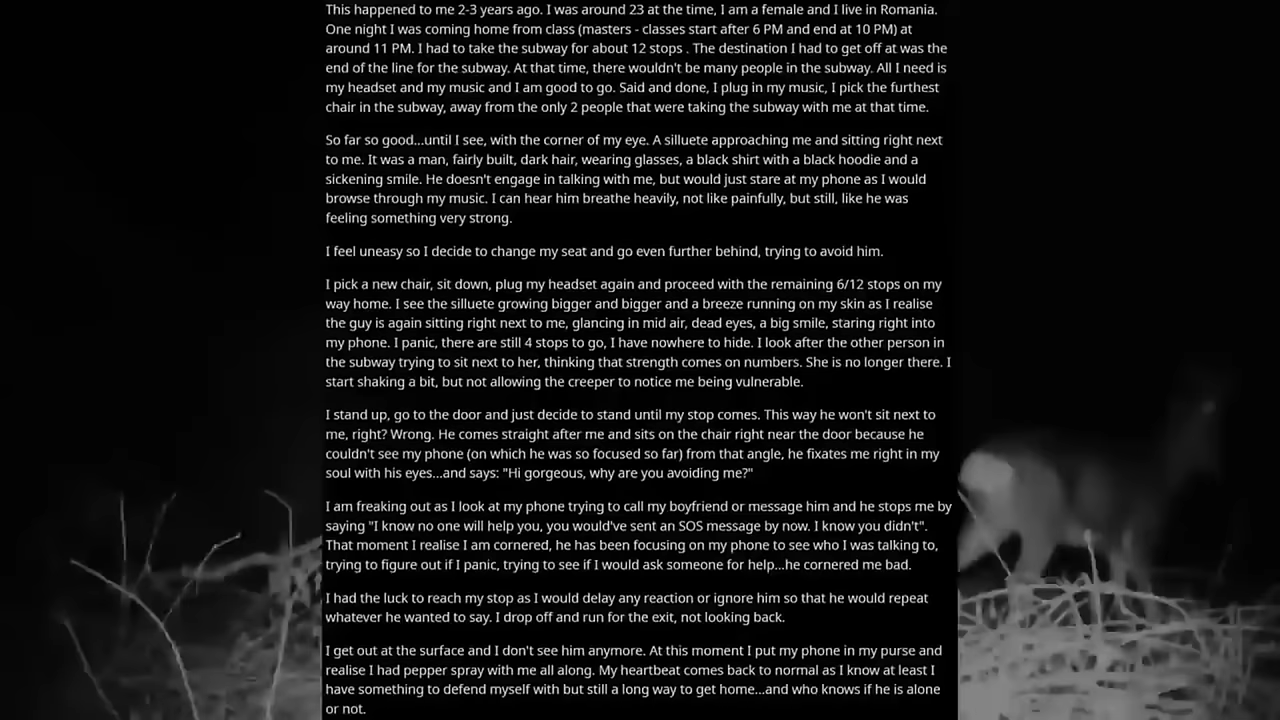 This happened to me 2-3 years ago. I was around 23 at the time, I am a female and I live in Romania.
One night I was coming home from class (masters - classes start after 6 PM and end at 10 PM) at
around 11 PM. I had to take the subway for about 12 stops . The destination I had to get off at was the
end of the line for the subway. At that time, there wouldn't be many people in the subway. All I need is
my headset and my music and I am good to go. Said and done, I plug in my music, I pick the furthest
chair in the subway, away from the only 2 people that were taking the subway with me at that time.
So far so good...until I see, with the corner of my eye. A silluete approaching me and sitting right next
to me. It was a man, fairly built, dark hair, wearing glasses, a black shirt with a black hoodie and a
sickening smile. He doesn't engage in talking with me, but would just stare at my phone as I would
browse through my music. I can hear him breathe heavily, not like painfully, but still, like he was
feeling something very strong.
I feel uneasy so I decide to change my seat and go even further behind, trying to avoid him.
I pick a new chair, sit down, plug my headset again and proceed with the remaining 6/12 stops on my
way home. I see the silluete growing bigger and bigger and a breeze running on my skin as I realise
the guy is again sitting right next to me, glancing in mid air, dead eyes, a big smile, staring right into
my phone. I panic, there are still 4 stops to go, I have nowhere to hide. I look after the other person in
the subway trying to sit next to her, thinking that strength comes on numbers. She is no longer there. I
start shaking a bit, but not allowing the creeper to notice me being vulnerable.
I stand up, go to the door and just decide to stand until my stop comes. This way he won't sit next to
me, right? Wrong. He comes straight after me and sits on the chair right near the door because he
couldn't see my phone (on which he was so focused so far) from that angle, he fixates me right in my
soul with his eyes...and says: "Hi gorgeous, why are you avoiding me?"
I am freaking out as I look at my phone trying to call my boyfriend or message him and he stops me by
saying "I know no one will help you, you would've sent an SOS message by now. I know you didn't".
That moment I realise I am cornered, he has been focusing on my phone to see who I was talking to,
trying to figure out if I panic, trying to see if I would ask someone for help...he cornered me bad.
I had the luck to reach my stop as I would delay any reaction or ignore him so that he would repeat
whatever he wanted to say. I drop off and run for the exit, not looking back.
I get out at the surface and I don't see him anymore. At this moment I put my phone in my purse and
realise I had pepper spray with me all along. My heartbeat comes back to normal as I know at least I
have something to defend myself with but still a long way to get home...and who knows if he is alone
or not.